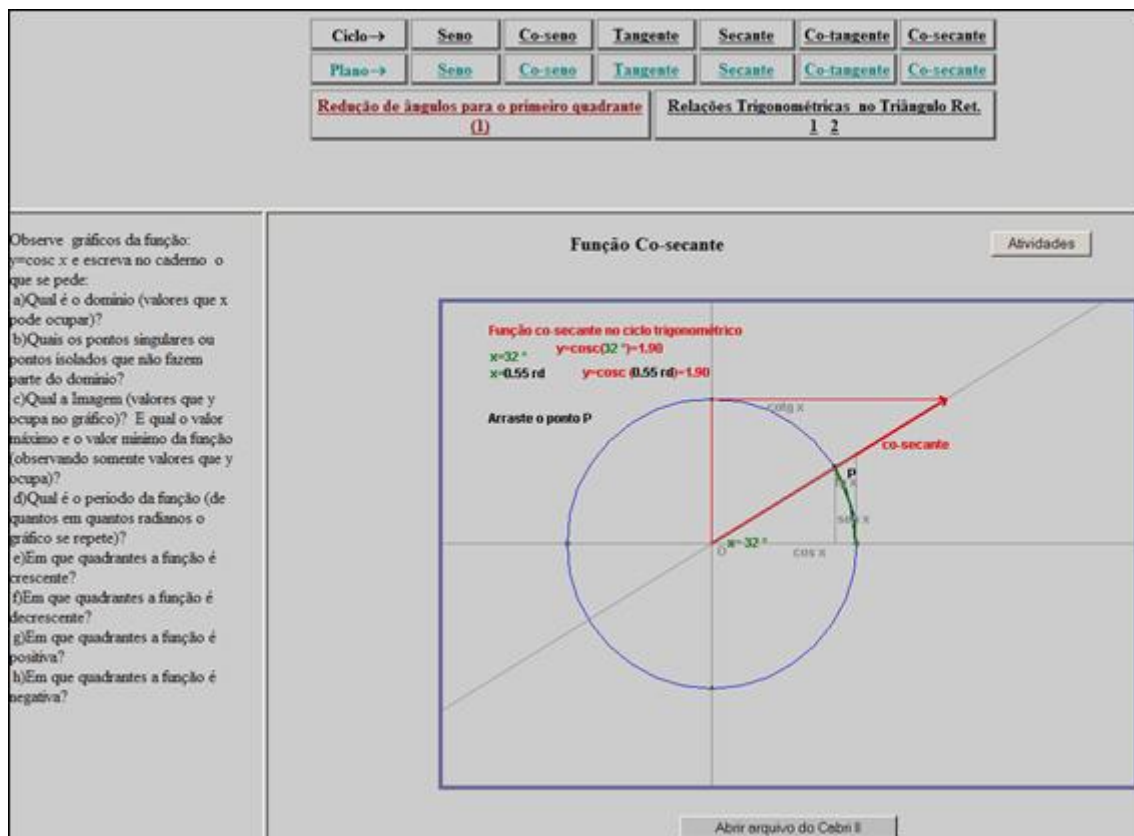 Ciclo→ Seno Co-seno Tangente Secante Co-tangente Co-secante
Plano→ Seno Co-seno Tangente Secante Co-tangente Co-secante
Redução de ângulos para o primeiro quadrante
(1)
Relações Trigonométricas no Triângulo Ret.
1 2
Observe gráficos da função:
y=cosc x e escreva no caderno o
que se pede:
a)Qual é o dominio (valores que x
pode ocupar)?
b)Quais os pontos singulares ou
pontos isolados que não fazem
parte do dominio?
c)Qual a Imagem (valores que y
ocupa no gráfico)? E qual o valor
máximo e o valor minimo da função
(observando somente valores que y
ocupa)?
d)Qual é o periodo da função (de
quantos em quantos radianos o
gráfico se repete)?
e)Em que quadrantes a função é
crescente?
f)Em que quadrantes a função é
decrescente?
g)Em que quadrantes a função é
positiva?
h)Em que quadrantes a função é
negativa?
Função Co-secante
Atividades
Função co-secante no ciclo trigonométrico
x=32 ° y=cosc(32 °)=1.90
x=0.55 rd y=cosc (0.55 rd)=1.90
Arraste o ponto P
cotg x
co-secante
P
sen x
x=32 °
O
cos x
Abrir arquivo do Cabri II